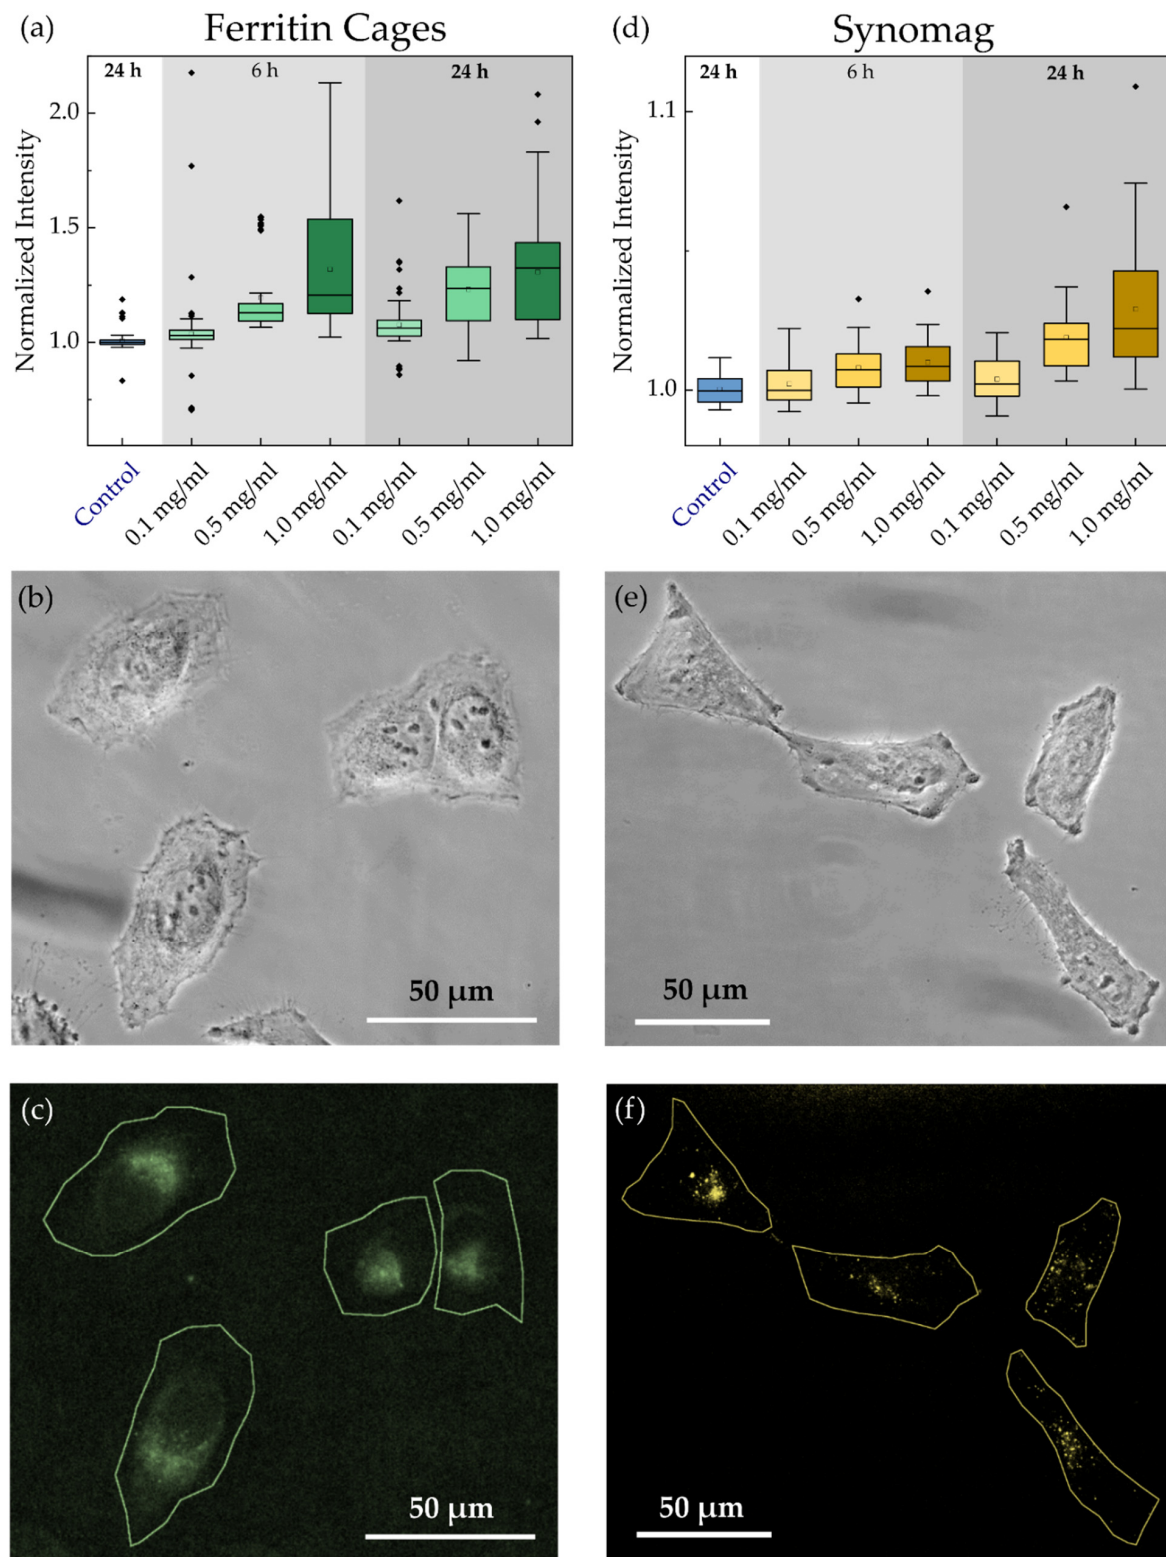 (a) Ferritin Cages
24 h 6 h 24 h
2.0
1.5
1.0
Normalized Intensity
Control
0.1 mg/ml
0.5 mg/ml
1.0 mg/ml
0.1 mg/ml
0.5 mg/ml
1.0 mg/ml
(d) Synomag
24 h 6 h 24 h
1.1
1.0
Normalized Intensity
Control
0.1 mg/ml
0.5 mg/ml
1.0 mg/ml
0.1 mg/ml
0.5 mg/ml
1.0 mg/ml
(b)
50 µm
(e)
50 µm
(c)
50 µm
(f)
50 µm